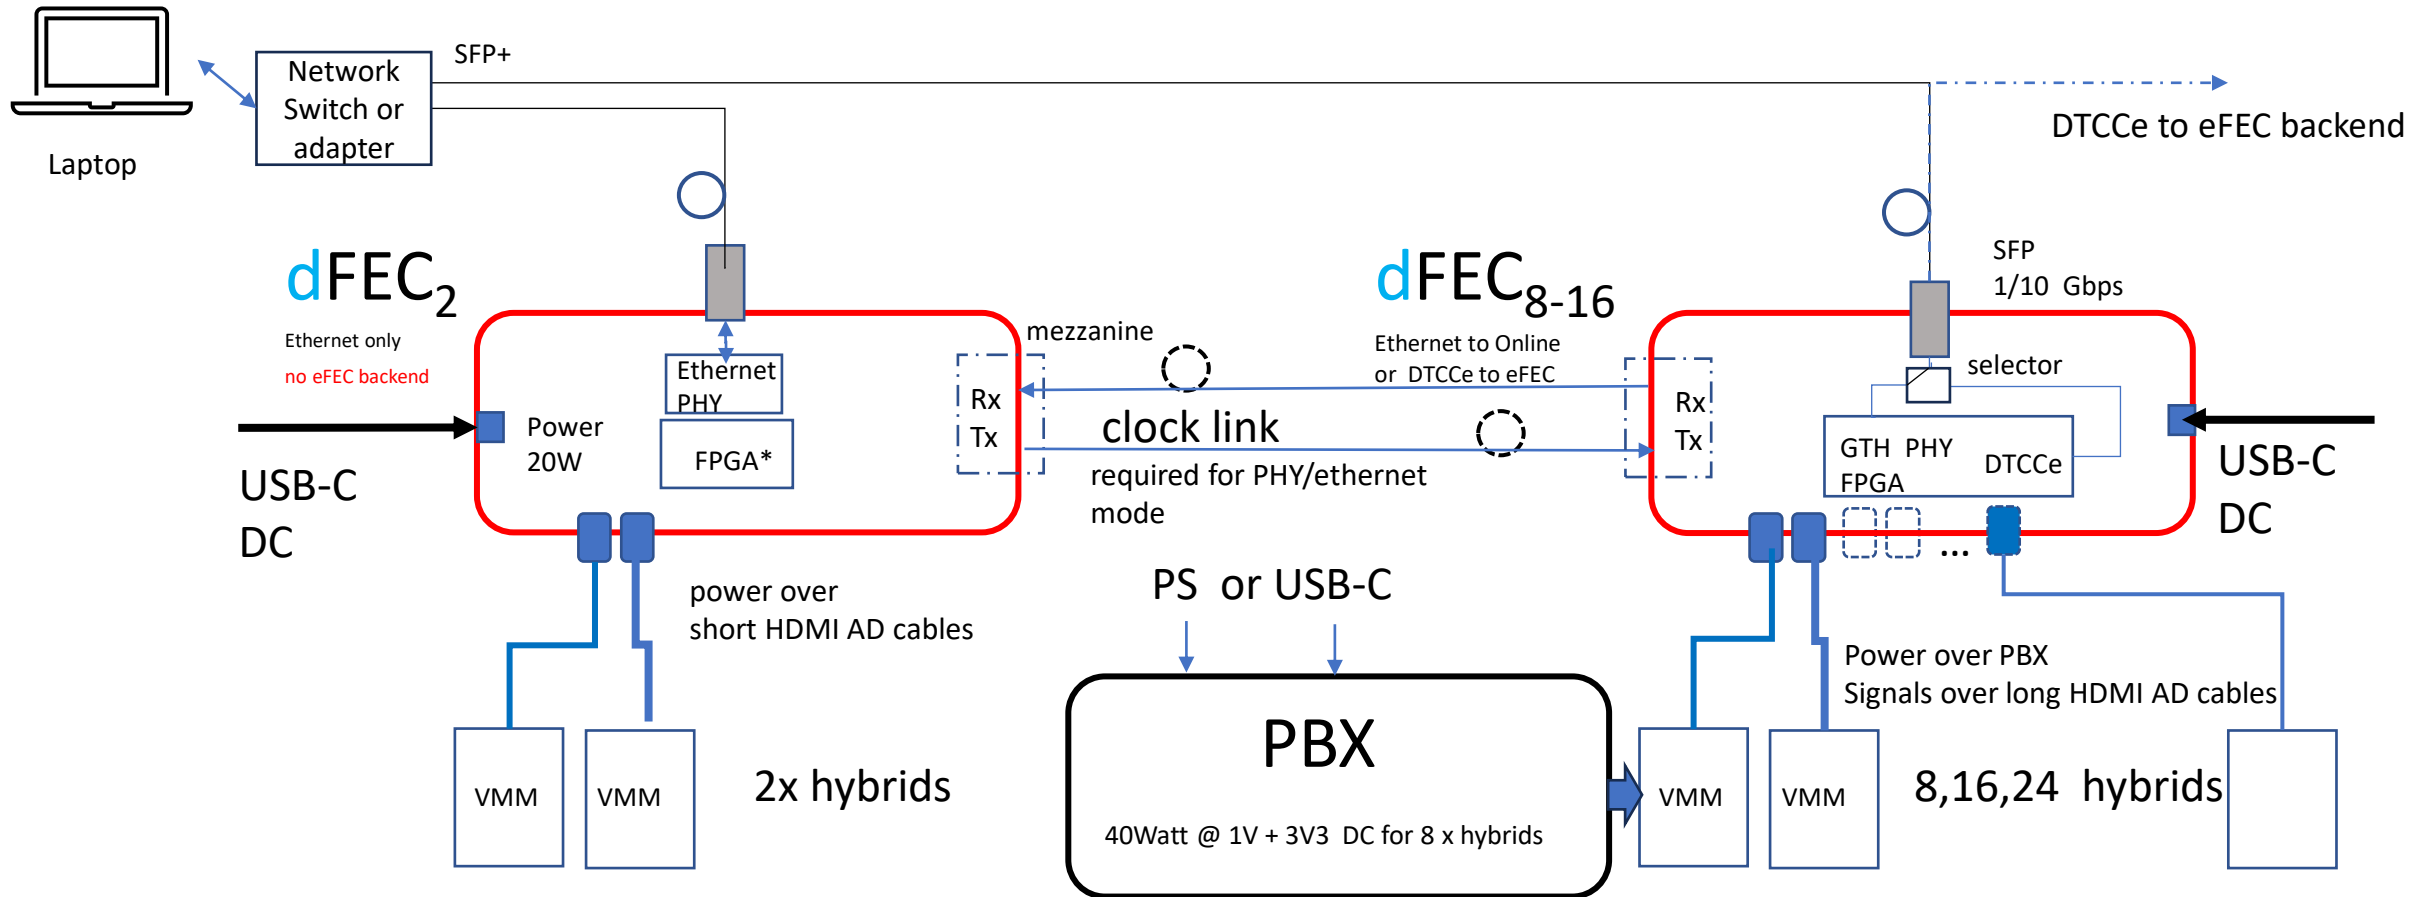 SFP+
Network
Switch or
adapter
Laptop
DTCCe to eFEC backend
dFEC2
Ethernet only
no eFEC backend
dFEC8-16
Ethernet to Online
or DTCCe to eFEC
SFP
1/10 Gbps
mezzanine
selector
Ethernet
PHY
FPGA*
Power
20W
Rx
Tx
clock link
required for PHY/ethernet
mode
Rx
Tx
GTH PHY
FPGA
DTCCe
USB-C
DC
USB-C
DC
...
power over
short HDMI AD cables
PS or USB-C
Power over PBX
Signals over long HDMI AD cables
VMM
VMM
2x hybrids
PBX
40Watt @ 1V + 3V3 DC for 8 x hybrids
VMM
VMM
8,16,24 hybrids